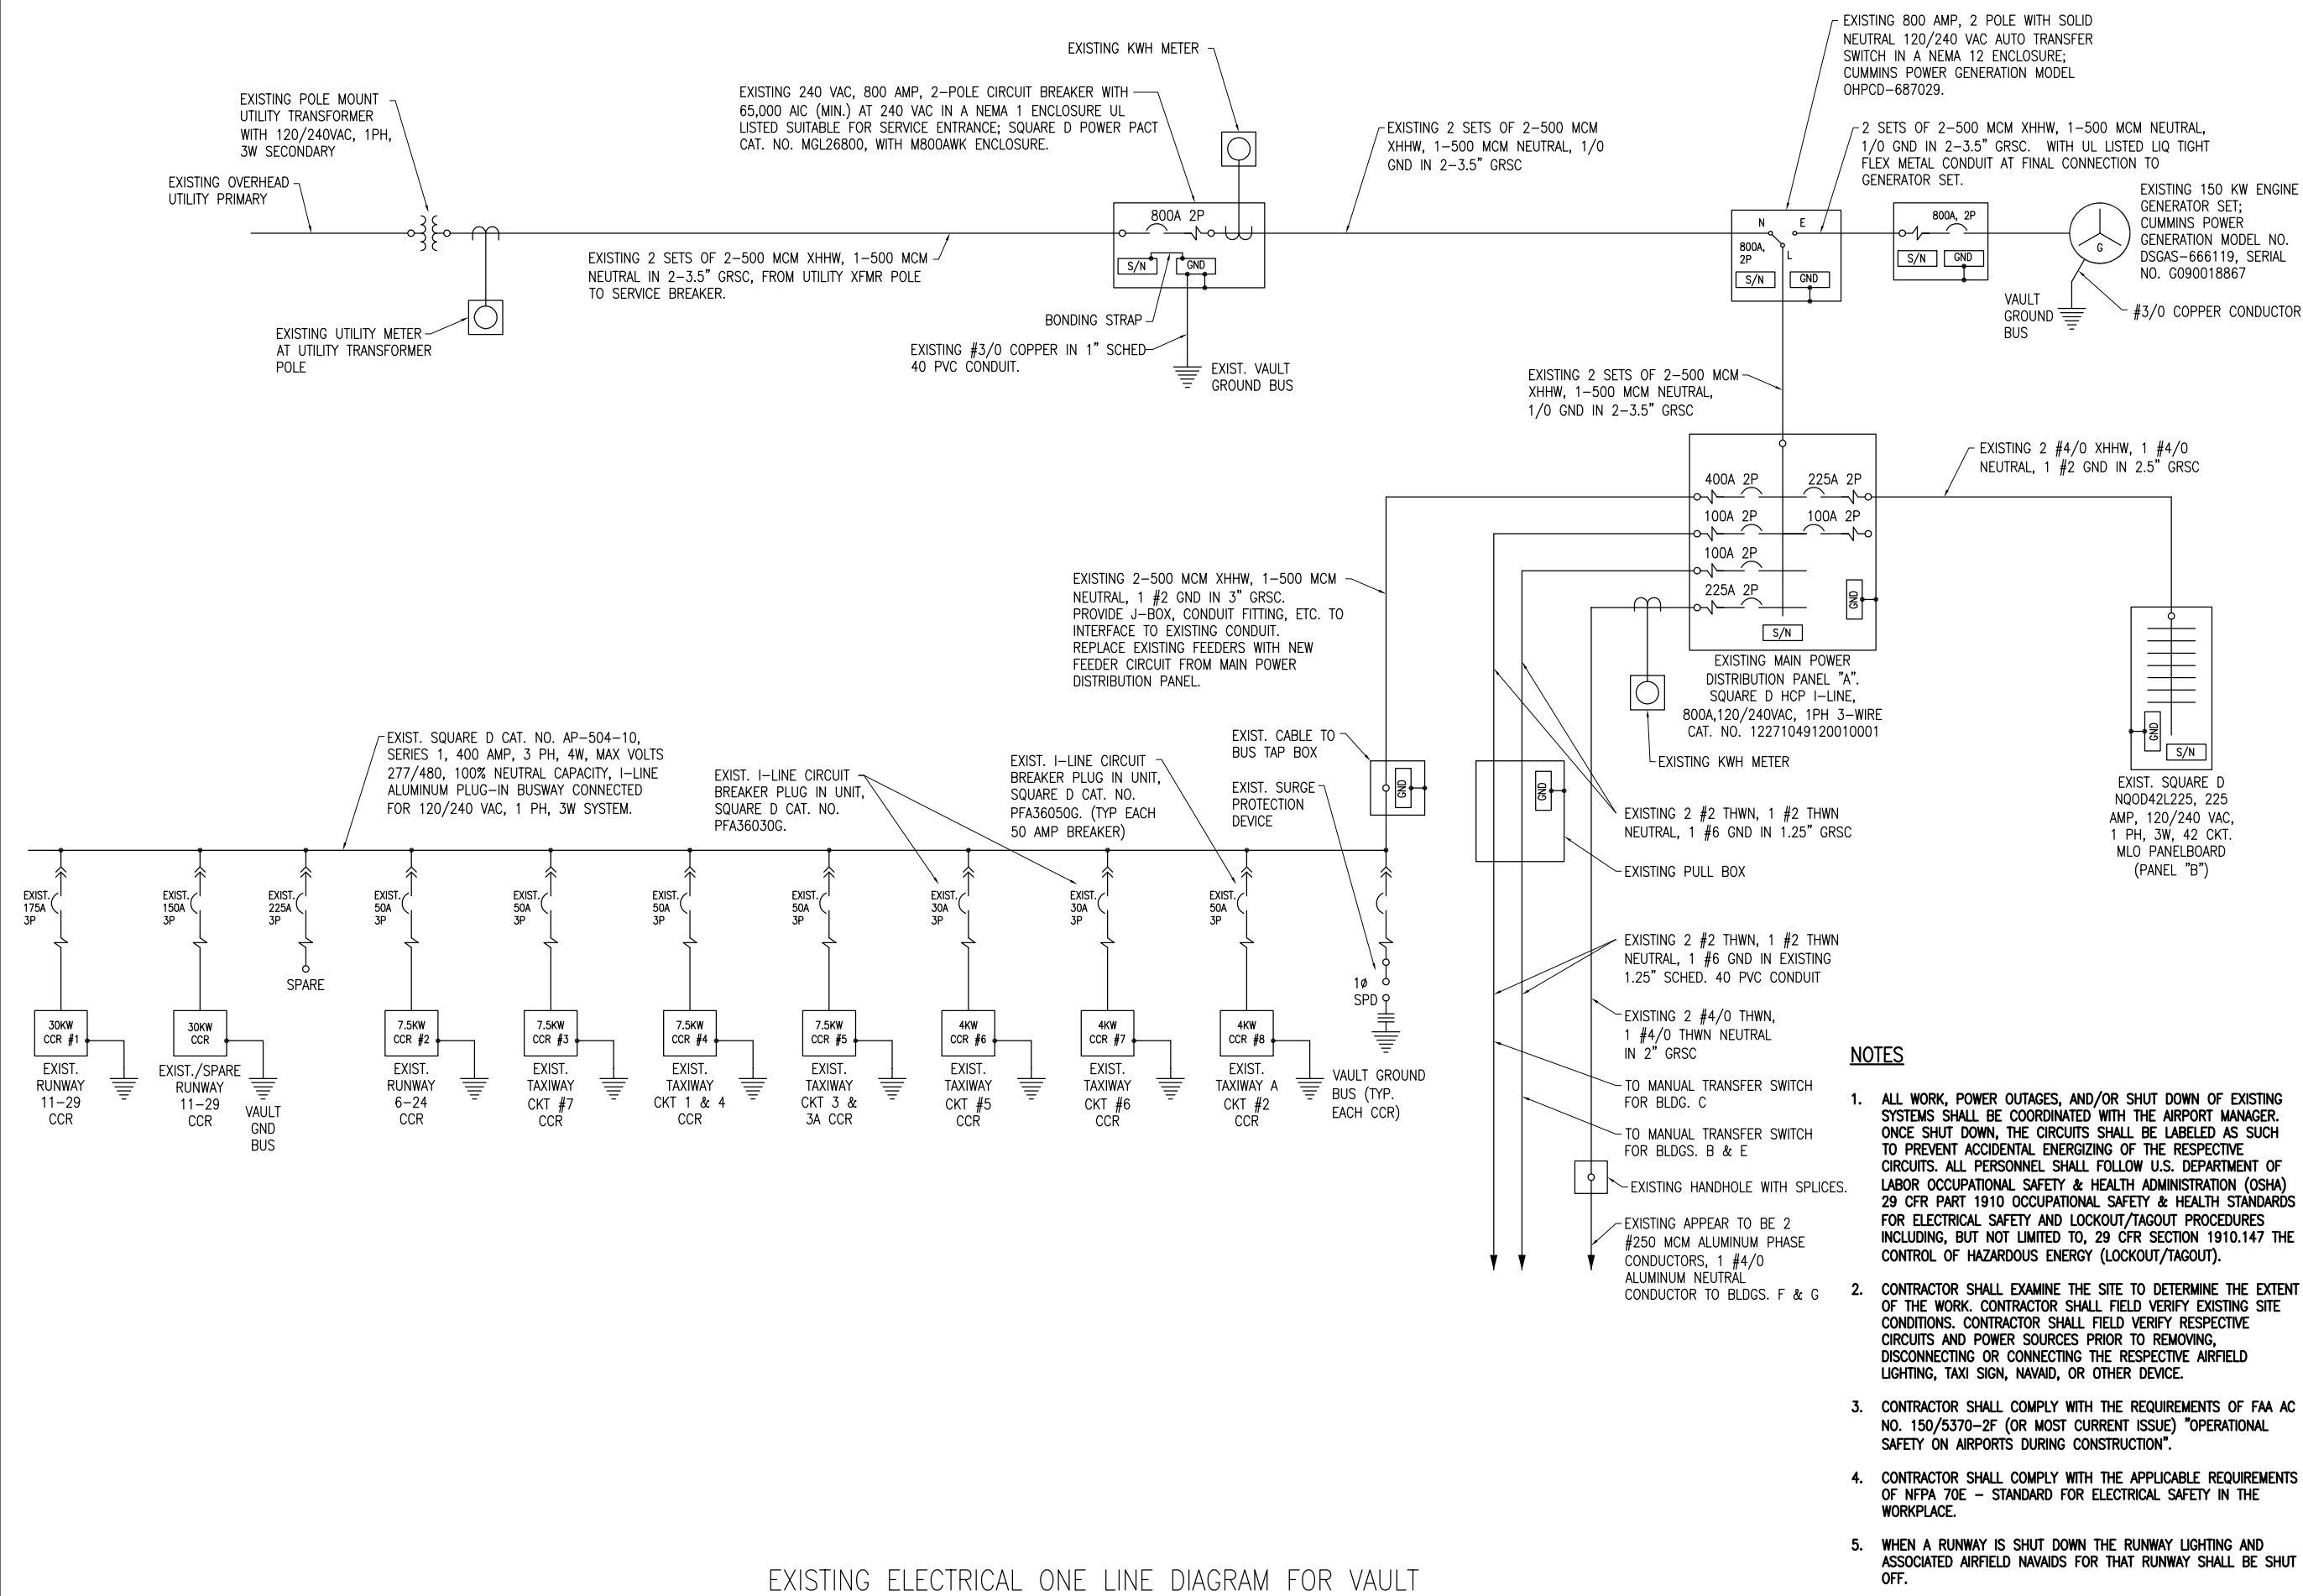 EXISTING POLE MOUNT
UTILITY TRANSFORMER
WITH 120/240VAC, 1PH,
3W SECONDARY
EXISTING OVERHEAD
UTILITY PRIMARY
EXISTING UTILITY METER
AT UTILITY TRANSFORMER
POLE
EXISTING 2 SETS OF 2-500 MCM XHHW, 1-500 MCM
NEUTRAL IN 2-3.5" GRSC, FROM UTILITY XFMR POLE
TO SERVICE BREAKER.
EXISTING 240 VAC, 800 AMP, 2-POLE CIRCUIT BREAKER WITH
65,000 AIC (MIN.) AT 240 VAC IN A NEMA 1 ENCLOSURE UL
LISTED SUITABLE FOR SERVICE ENTRANCE; SQUARE D POWER PACT
CAT. NO. MGL26800, WITH M800AWK ENCLOSURE.
EXISTING KWH METER
800A 2P
S/N
GND
BONDING STRAP
EXISTING #3/0 COPPER IN 1" SCHED
40 PVC CONDUIT.
EXIST. VAULT
GROUND BUS
EXISTING 2 SETS OF 2-500 MCM
XHHW, 1-500 MCM NEUTRAL, 1/0
GND IN 2-3.5" GRSC
EXISTING 800 AMP, 2 POLE WITH SOLID
NEUTRAL 120/240 VAC AUTO TRANSFER
SWITCH IN A NEMA 12 ENCLOSURE;
CUMMINS POWER GENERATION MODEL
OHPCD-687029.
2 SETS OF 2-500 MCM XHHW, 1-500 MCM NEUTRAL,
1/0 GND IN 2-3.5" GRSC. WITH UL LISTED LIQ TIGHT
FLEX METAL CONDUIT AT FINAL CONNECTION TO
GENERATOR SET.
N E
800A,
2P
L
S/N
GND
800A, 2P
S/N
GND
G
EXISTING 150 KW ENGINE
GENERATOR SET;
CUMMINS POWER
GENERATION MODEL NO.
DSGAS-666119, SERIAL
NO. G090018867
VAULT
GROUND
BUS
#3/0 COPPER CONDUCTOR
EXISTING 2 SETS OF 2-500 MCM
XHHW, 1-500 MCM NEUTRAL,
1/0 GND IN 2-3.5" GRSC
400A 2P
225A 2P
100A 2P
100A 2P
100A 2P
225A 2P
GND
S/N
EXISTING MAIN POWER
DISTRIBUTION PANEL "A".
SQUARE D HCP I-LINE,
800A,120/240VAC, 1PH 3-WIRE
CAT. NO. 12271049120010001
EXISTING KWH METER
EXISTING 2 #4/0 XHHW, 1 #4/0
NEUTRAL, 1 #2 GND IN 2.5" GRSC
GND
S/N
EXIST. SQUARE D
NQOD42L225, 225
AMP, 120/240 VAC,
1 PH, 3W, 42 CKT.
MLO PANELBOARD
(PANEL "B")
EXISTING 2-500 MCM XHHW, 1-500 MCM
NEUTRAL, 1 #2 GND IN 3" GRSC.
PROVIDE J-BOX, CONDUIT FITTING, ETC. TO
INTERFACE TO EXISTING CONDUIT.
REPLACE EXISTING FEEDERS WITH NEW
FEEDER CIRCUIT FROM MAIN POWER
DISTRIBUTION PANEL.
EXIST. CABLE TO
BUS TAP BOX
GND
EXIST. SURGE
PROTECTION
DEVICE
GND
EXISTING 2 #2 THWN, 1 #2 THWN
NEUTRAL, 1 #6 GND IN 1.25" GRSC
EXISTING PULL BOX
EXISTING 2 #2 THWN, 1 #2 THWN
NEUTRAL, 1 #6 GND IN EXISTING
1.25" SCHED. 40 PVC CONDUIT
EXISTING 2 #4/0 THWN,
1 #4/0 THWN NEUTRAL
IN 2" GRSC
TO MANUAL TRANSFER SWITCH
FOR BLDG. C
TO MANUAL TRANSFER SWITCH
FOR BLDGS. B & E
EXISTING HANDHOLE WITH SPLICES.
EXISTING APPEAR TO BE 2
#250 MCM ALUMINUM PHASE
CONDUCTORS, 1 #4/0
ALUMINUM NEUTRAL
CONDUCTOR TO BLDGS. F & G
EXIST. SQUARE D CAT. NO. AP-504-10,
SERIES 1, 400 AMP, 3 PH, 4W, MAX VOLTS
277/480, 100% NEUTRAL CAPACITY, I-LINE
ALUMINUM PLUG-IN BUSWAY CONNECTED
FOR 120/240 VAC, 1 PH, 3W SYSTEM.
EXIST. I-LINE CIRCUIT
BREAKER PLUG IN UNIT,
SQUARE D CAT. NO.
PFA36030G.
EXIST. I-LINE CIRCUIT
BREAKER PLUG IN UNIT,
SQUARE D CAT. NO.
PFA36050G. (TYP EACH
50 AMP BREAKER)
EXIST.
175A
3P
EXIST.
150A
3P
EXIST.
225A
3P
EXIST.
50A
3P
EXIST.
50A
3P
EXIST.
50A
3P
EXIST.
50A
3P
EXIST.
30A
3P
EXIST.
30A
3P
EXIST.
50A
3P
SPARE
1ø
SPD
30KW
CCR #1
EXIST.
RUNWAY
11-29
CCR
30KW
CCR
EXIST./SPARE
RUNWAY
11-29
CCR
VAULT
GND
BUS
7.5KW
CCR #2
EXIST.
RUNWAY
6-24
CCR
7.5KW
CCR #3
EXIST.
TAXIWAY
CKT #7
CCR
7.5KW
CCR #4
EXIST.
TAXIWAY
CKT 1 & 4
CCR
7.5KW
CCR #5
EXIST.
TAXIWAY
CKT 3 &
3A CCR
4KW
CCR #6
EXIST.
TAXIWAY
CKT #5
CCR
4KW
CCR #7
EXIST.
TAXIWAY
CKT #6
CCR
4KW
CCR #8
EXIST.
TAXIWAY A
CKT #2
CCR
VAULT GROUND
BUS (TYP.
EACH CCR)
NOTES
1. ALL WORK, POWER OUTAGES, AND/OR SHUT DOWN OF EXISTING
SYSTEMS SHALL BE COORDINATED WITH THE AIRPORT MANAGER.
ONCE SHUT DOWN, THE CIRCUITS SHALL BE LABELED AS SUCH
TO PREVENT ACCIDENTAL ENERGIZING OF THE RESPECTIVE
CIRCUITS. ALL PERSONNEL SHALL FOLLOW U.S. DEPARTMENT OF
LABOR OCCUPATIONAL SAFETY & HEALTH ADMINISTRATION (OSHA)
29 CFR PART 1910 OCCUPATIONAL SAFETY & HEALTH STANDARDS
FOR ELECTRICAL SAFETY AND LOCKOUT/TAGOUT PROCEDURES
INCLUDING, BUT NOT LIMITED TO, 29 CFR SECTION 1910.147 THE
CONTROL OF HAZARDOUS ENERGY (LOCKOUT/TAGOUT).
2. CONTRACTOR SHALL EXAMINE THE SITE TO DETERMINE THE EXTENT
OF THE WORK. CONTRACTOR SHALL FIELD VERIFY EXISTING SITE
CONDITIONS. CONTRACTOR SHALL FIELD VERIFY RESPECTIVE
CIRCUITS AND POWER SOURCES PRIOR TO REMOVING,
DISCONNECTING OR CONNECTING THE RESPECTIVE AIRFIELD
LIGHTING, TAXI SIGN, NAVAID, OR OTHER DEVICE.
3. CONTRACTOR SHALL COMPLY WITH THE REQUIREMENTS OF FAA AC
NO. 150/5370-2F (OR MOST CURRENT ISSUE) "OPERATIONAL
SAFETY ON AIRPORTS DURING CONSTRUCTION".
4. CONTRACTOR SHALL COMPLY WITH THE APPLICABLE REQUIREMENTS
OF NFPA 70E - STANDARD FOR ELECTRICAL SAFETY IN THE
WORKPLACE.
5. WHEN A RUNWAY IS SHUT DOWN THE RUNWAY LIGHTING AND
ASSOCIATED AIRFIELD NAVAIDS FOR THAT RUNWAY SHALL BE SHUT
OFF.
EXISTING ELECTRICAL ONE LINE DIAGRAM FOR VAULT